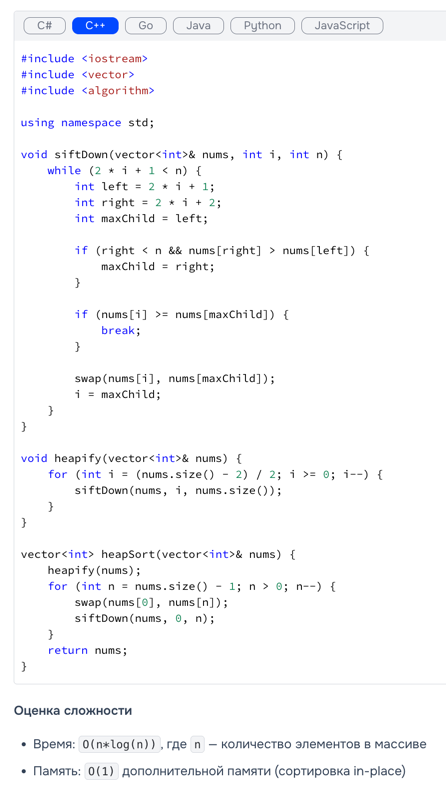 C# C++ Go Java Python JavaScript
#include <iostream>
#include <vector>
#include <algorithm>

using namespace std;

void siftDown(vector<int>& nums, int i, int n) {
    while (2 * i + 1 < n) {
        int left = 2 * i + 1;
        int right = 2 * i + 2;
        int maxChild = left;

        if (right < n && nums[right] > nums[left]) {
            maxChild = right;
        }

        if (nums[i] >= nums[maxChild]) {
            break;
        }

        swap(nums[i], nums[maxChild]);
        i = maxChild;
    }
}

void heapify(vector<int>& nums) {
    for (int i = (nums.size() - 2) / 2; i >= 0; i--) {
        siftDown(nums, i, nums.size());
    }
}

vector<int> heapSort(vector<int>& nums) {
    heapify(nums);
    for (int n = nums.size() - 1; n > 0; n--) {
        swap(nums[0], nums[n]);
        siftDown(nums, 0, n);
    }
    return nums;
}

Оценка сложности
• Время: O(n*log(n)), где n — количество элементов в массиве
• Память: O(1) дополнительной памяти (сортировка in-place)